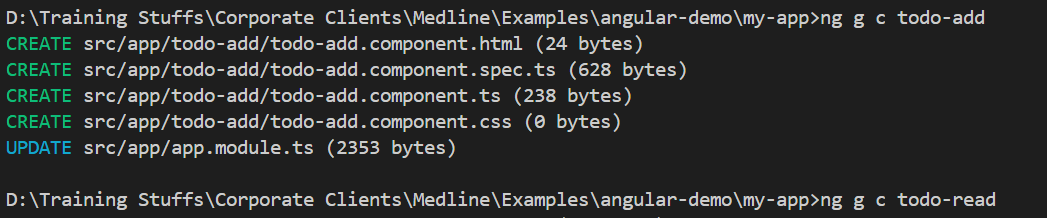 D:\Training Stuffs\Corporate Clients\Medline\Examples\angular-demo\my-app>ng g c todo-add
CREATE src/app/todo-add/todo-add.component.html (24 bytes)
CREATE src/app/todo-add/todo-add.component.spec.ts (628 bytes)
CREATE src/app/todo-add/todo-add.component.ts (238 bytes)
CREATE src/app/todo-add/todo-add.component.css (0 bytes)
UPDATE src/app/app.module.ts (2353 bytes)
D:\Training Stuffs\Corporate Clients\Medline\Examples\angular-demo\my-app>ng g c todo-read